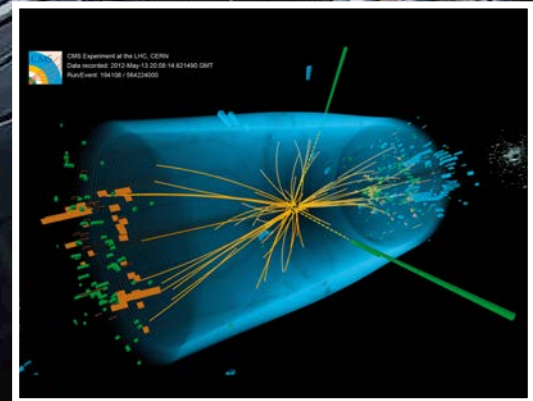 CMS
CMS Experiment at the LHC, CERN
Data recorded: 2012-May-13 20:08:14.621490 GMT
Run/Event: 194108 / 564224000